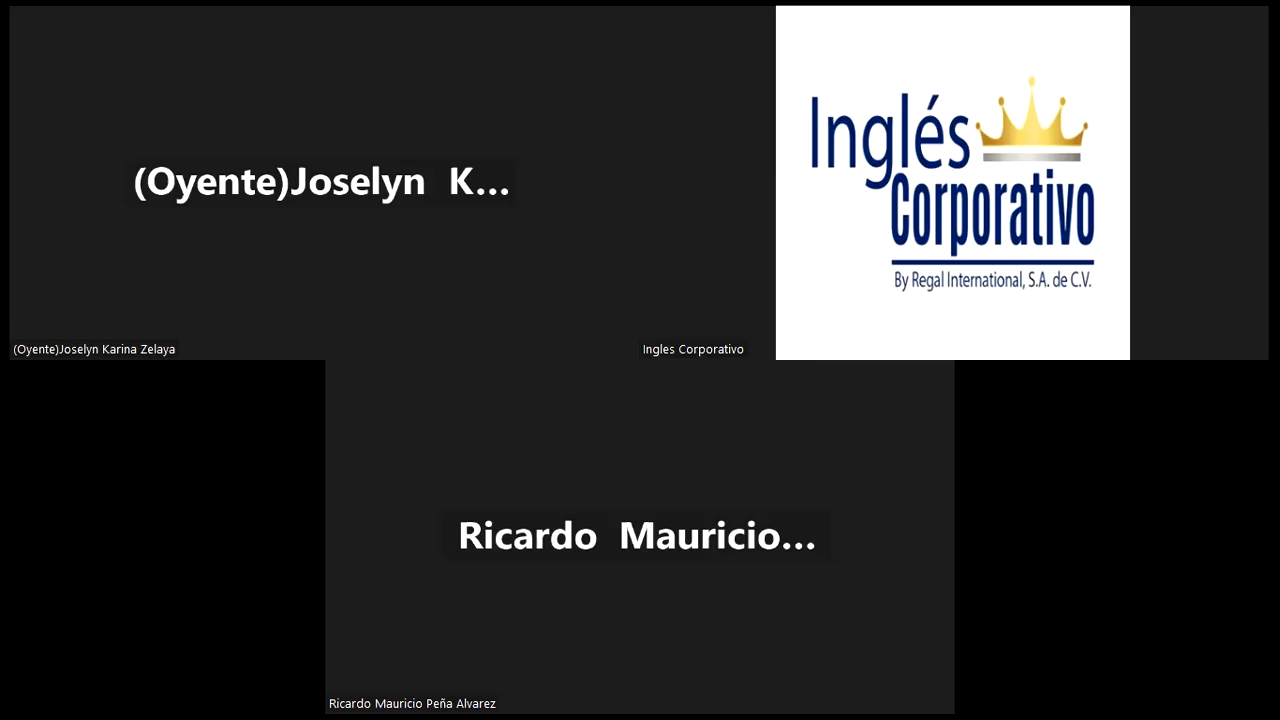 (Oyente)Joselyn K...
Inglés
Corporativo
By Regal International, S.A. de C.V.
(Oyente)Joselyn Karina Zelaya
Ingles Corporativo
Ricardo Mauricio...
Ricardo Mauricio Peña Alvarez